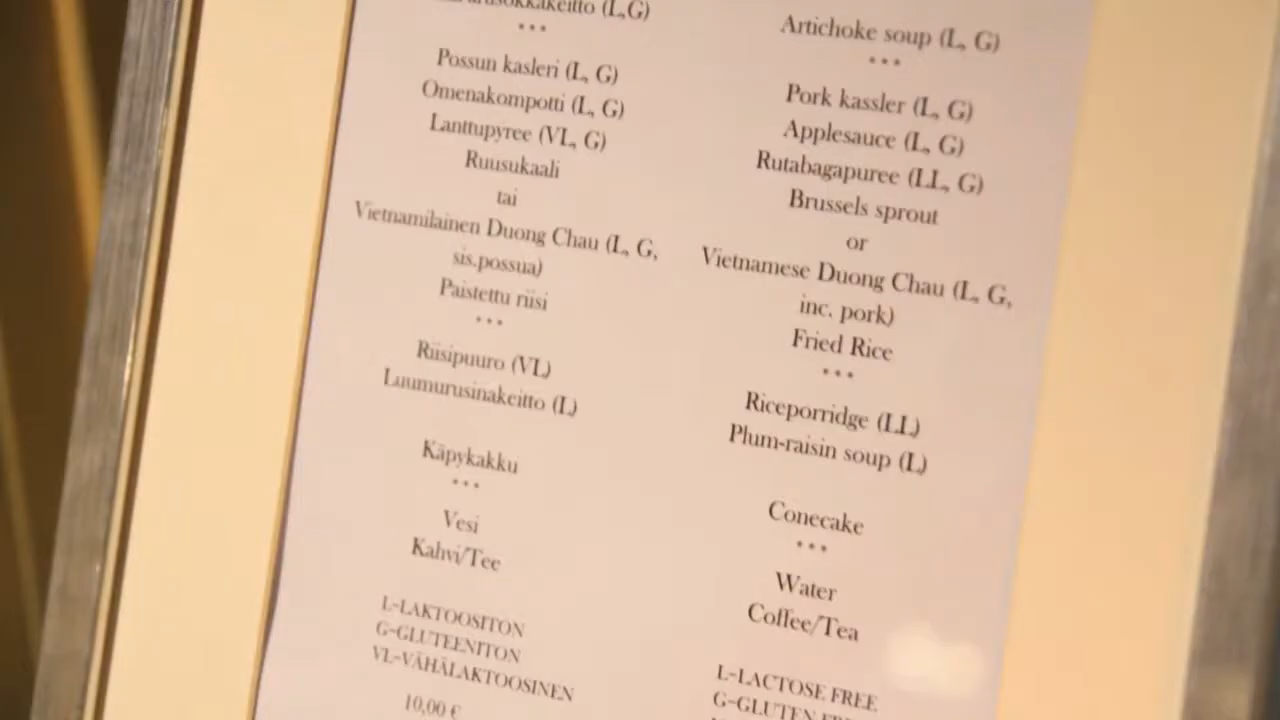 (L,G)
***
Possun kasleri (L, G)
Omenakompotti (L, G)
Lanttupyree (VL, G)
Ruusukaali
tai
Vietnamilainen Duong Chau (L, G,
sis.possua)
Paistettu riisi
***
Riisipuuro (VL)
Luumurusinakeitto (L)
Käpykakku
***
Vesi
Kahvi/Tee
L-LAKTOOSITON
G-GLUTEENITON
VL-VÄHÄLAKTOOSINEN
10,00 €
Artichoke soup (L, G)
***
Pork kassler (L, G)
Applesauce (L, G)
Rutabagapuree (LL, G)
Brussels sprout
or
Vietnamese Duong Chau (L, G,
inc. pork)
Fried Rice
***
Riceporridge (LL)
Plum-raisin soup (L)
Conecake
***
Water
Coffee/Tea
L-LACTOSE FREE
G-GLUTEN FREE